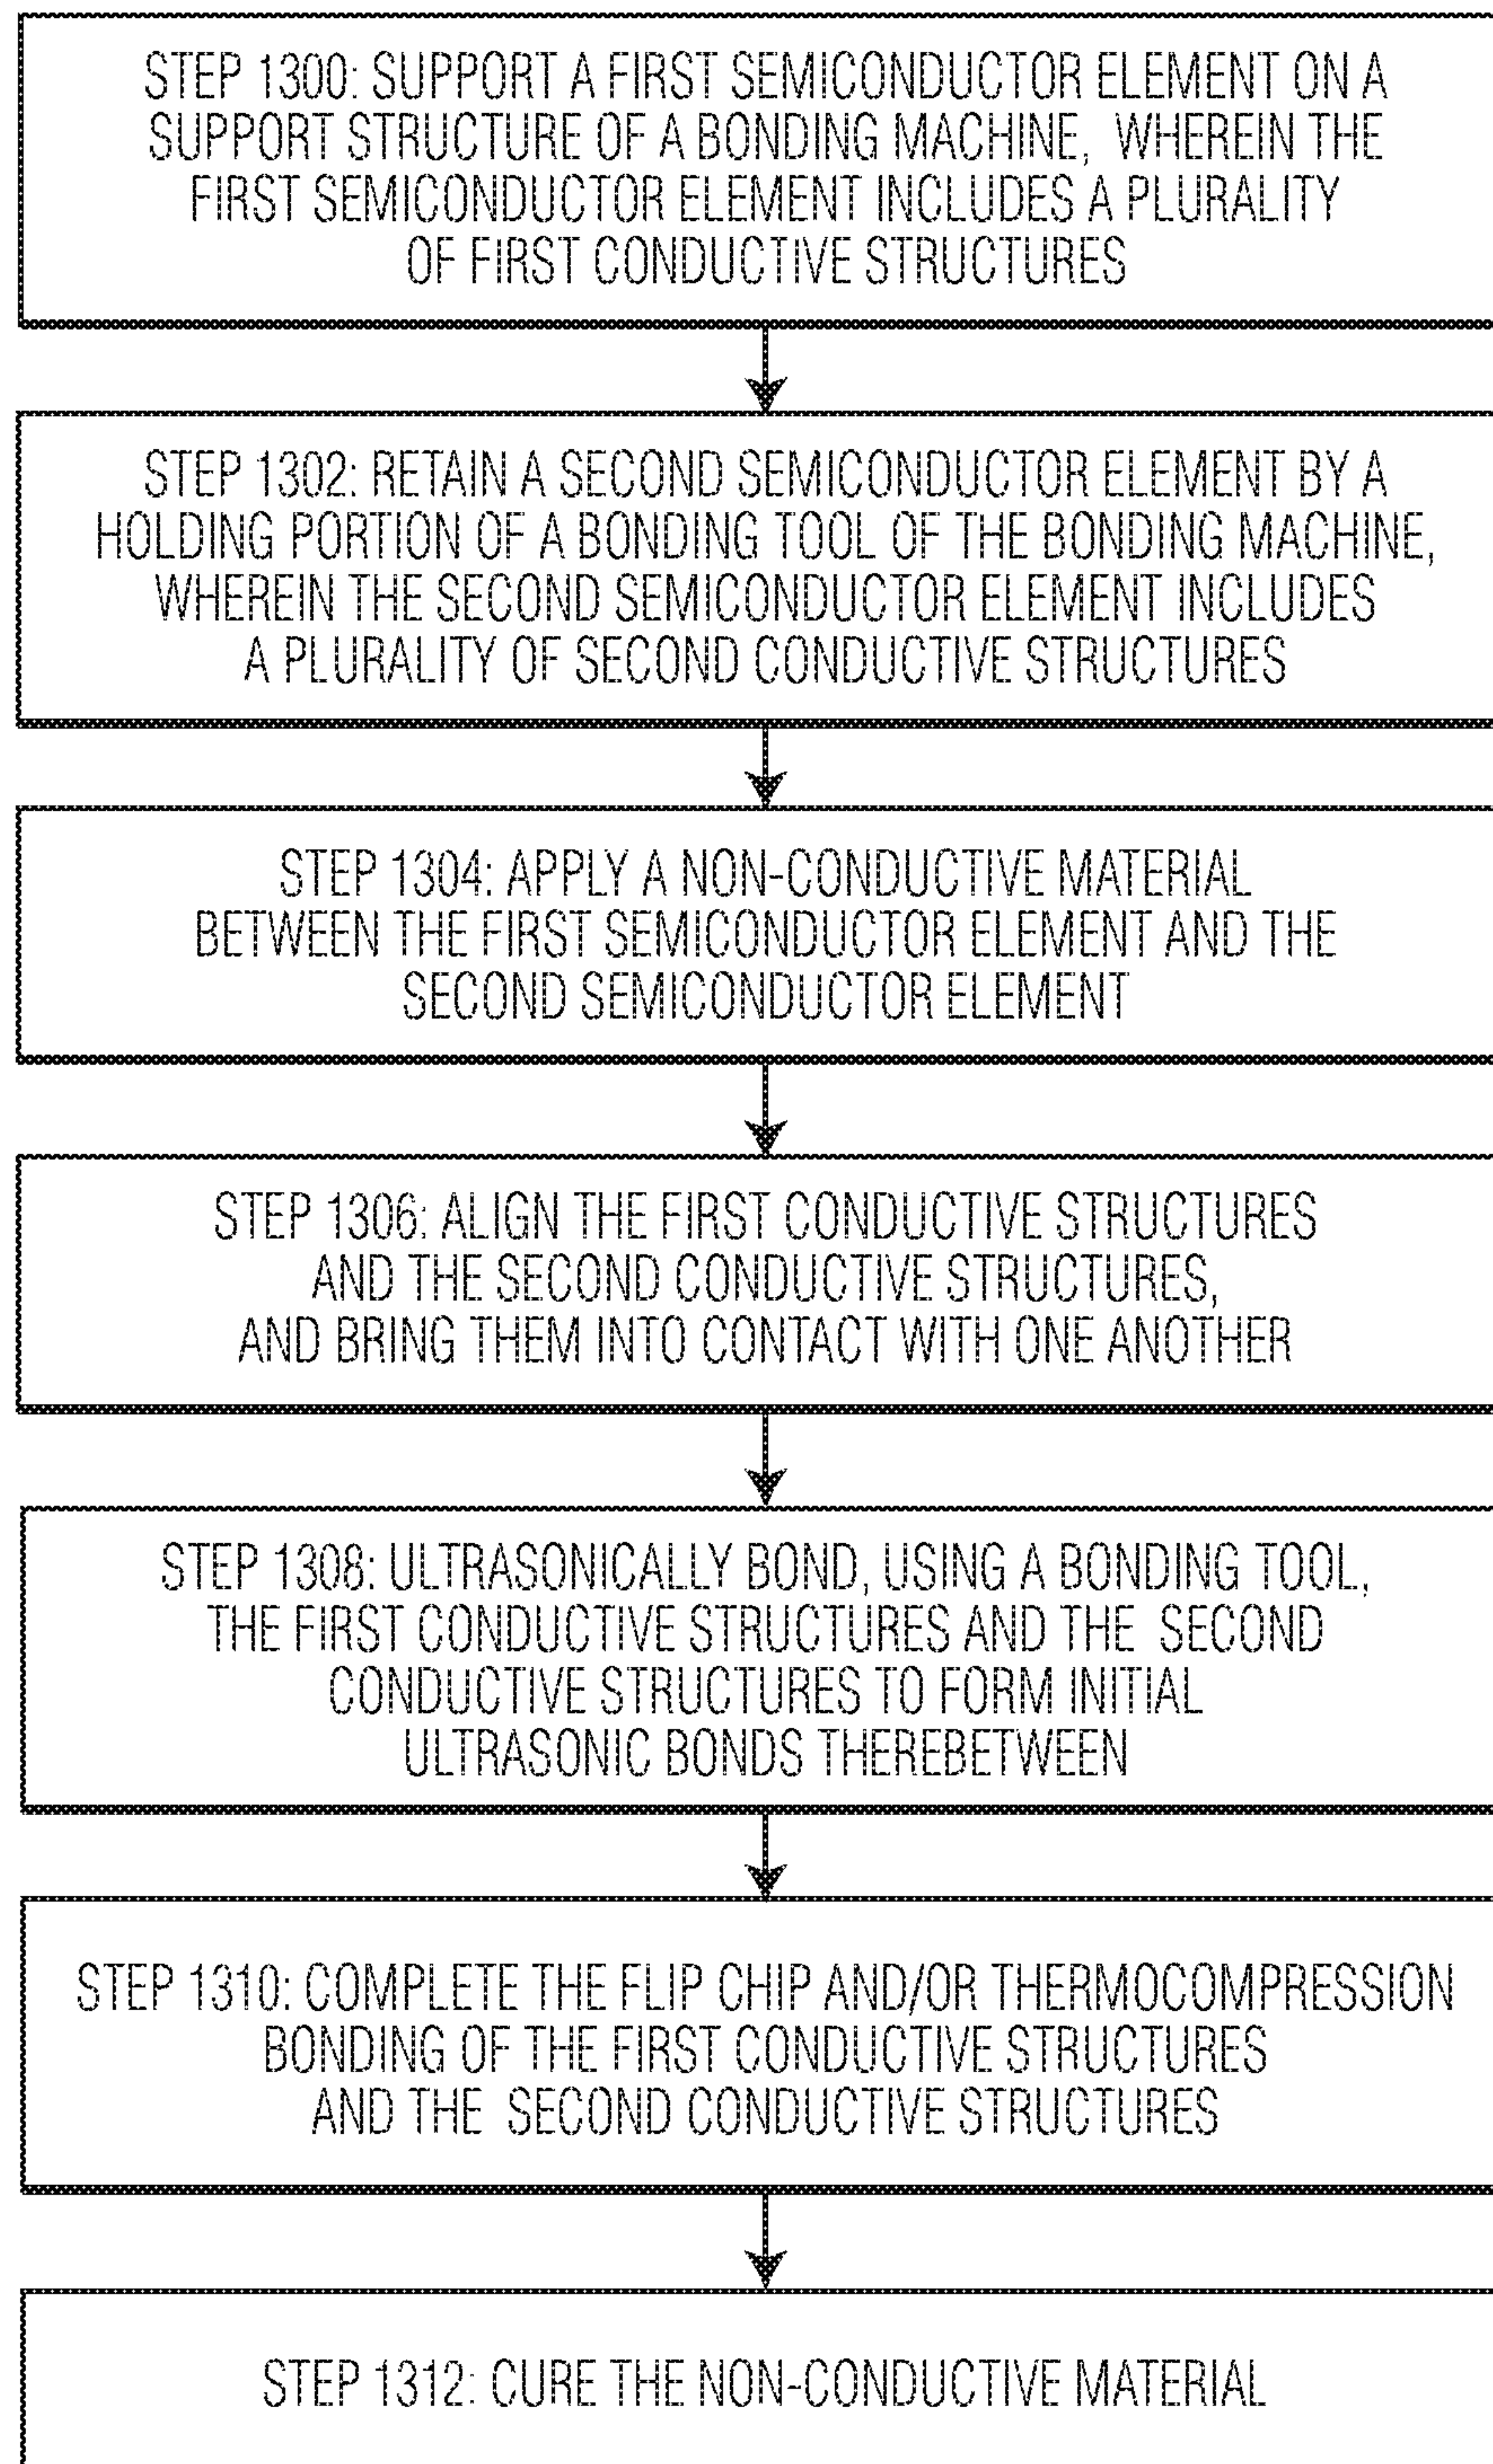 STEP 1300: SUPPORT A FIRST SEMICONDUCTOR ELEMENT ON A
SUPPORT STRUCTURE OF A BONDING MACHINE, WHEREIN THE
FIRST SEMICONDUCTOR ELEMENT INCLUDES A PLURALITY
OF FIRST CONDUCTIVE STRUCTURES
STEP 1302: RETAIN A SECOND SEMICONDUCTOR ELEMENT BY A
HOLDING PORTION OF A BONDING TOOL OF THE BONDING MACHINE,
WHEREIN THE SECOND SEMICONDUCTOR ELEMENT INCLUDES
A PLURALITY OF SECOND CONDUCTIVE STRUCTURES
STEP 1304: APPLY A NON-CONDUCTIVE MATERIAL
BETWEEN THE FIRST SEMICONDUCTOR ELEMENT AND THE
SECOND SEMICONDUCTOR ELEMENT
STEP 1306: ALIGN THE FIRST CONDUCTIVE STRUCTURES
AND THE SECOND CONDUCTIVE STRUCTURES,
AND BRING THEM INTO CONTACT WITH ONE ANOTHER
STEP 1308: ULTRASONICALLY BOND, USING A BONDING TOOL,
THE FIRST CONDUCTIVE STRUCTURES AND THE SECOND
CONDUCTIVE STRUCTURES TO FORM INITIAL
ULTRASONIC BONDS THEREBETWEEN
STEP 1310: COMPLETE THE FLIP CHIP AND/OR THERMOCOMPRESSION
BONDING OF THE FIRST CONDUCTIVE STRUCTURES
AND THE SECOND CONDUCTIVE STRUCTURES
STEP 1312: CURE THE NON-CONDUCTIVE MATERIAL